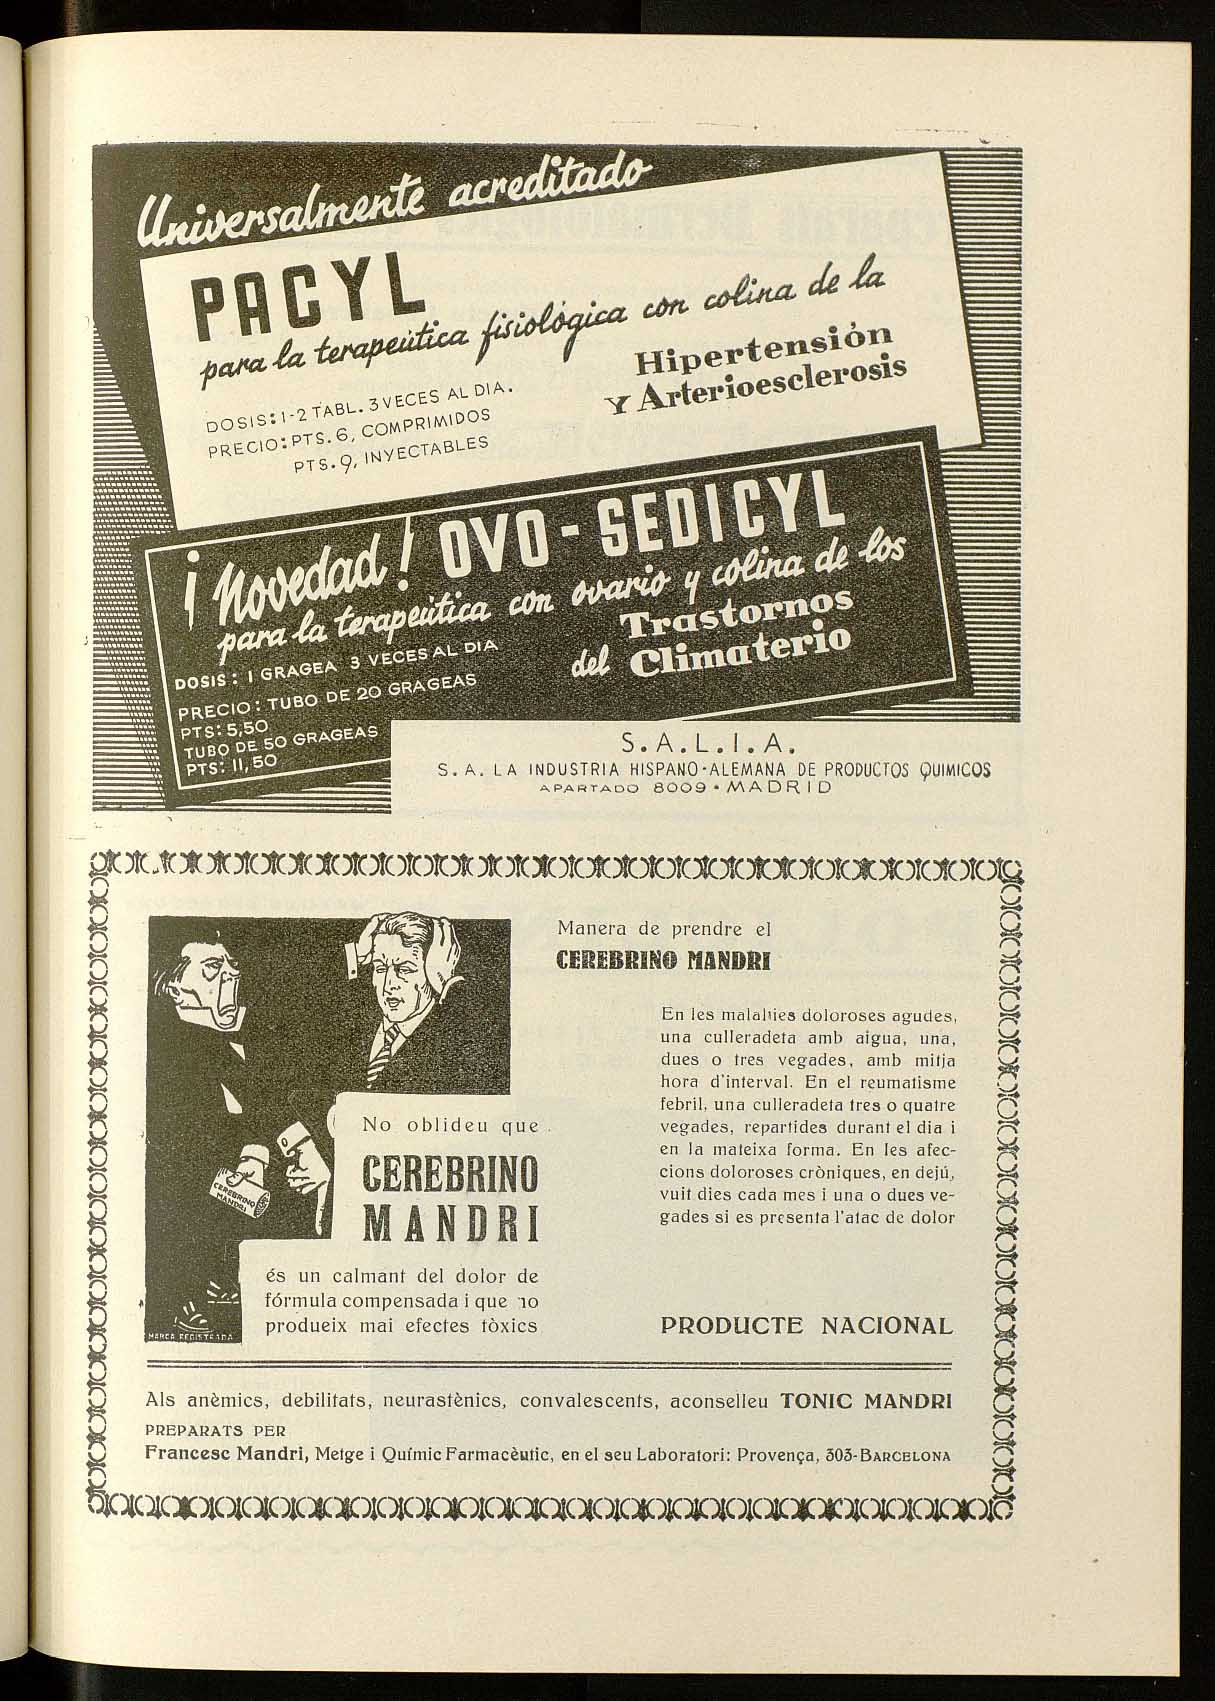 Universalmente acreditado
PACYL
para la terapeútica fisiológica con colina de la
Hipertensión
Y Arterioesclerosis
DOSIS: 1-2 TABL. 3 VECES AL DIA.
PRECIO: PTS. 6, COMPRIMIDOS
PTS. 9, INYECTABLES
¡Novedad! OVO-SEDICYL
para la terapeútica con ovario y colina de los
Trastornos
del Climaterio
DOSIS: 1 GRAGEA 3 VECES AL DIA
PRECIO: TUBO DE 20 GRAGEAS
PTS: 5,50
TUBO DE 50 GRAGEAS
PTS: 11,50
S.A.L.I.A.
S.A. LA INDUSTRIA HISPANO-ALEMANA DE PRODUCTOS QUIMICOS
APARTADO 8009 • MADRID
CEREBRINO
MANDRI
MARCA REGISTRADA
No oblideu que
CEREBRINO
MANDRI
és un calmant del dolor de
fórmula compensada i que no
produeix mai efectes tòxics
Manera de prendre el
CEREBRINO MANDRI
En les malalties doloroses agudes,
una culleradeta amb aigua, una,
dues o tres vegades, amb mitja
hora d'interval. En el reumatisme
febril, una culleradeta tres o quatre
vegades, repartides durant el dia i
en la mateixa forma. En les afec-
cions doloroses cròniques, en dejú,
vuit dies cada mes i una o dues ve-
gades si es presenta l'atac de dolor
PRODUCTE NACIONAL
Als anèmics, debilitats, neurastènics, convalescents, aconselleu TONIC MANDRI
PREPARATS PER
Francesc Mandri, Metge i Químic Farmacèutic, en el seu Laboratori: Provença, 303-BARCELONA